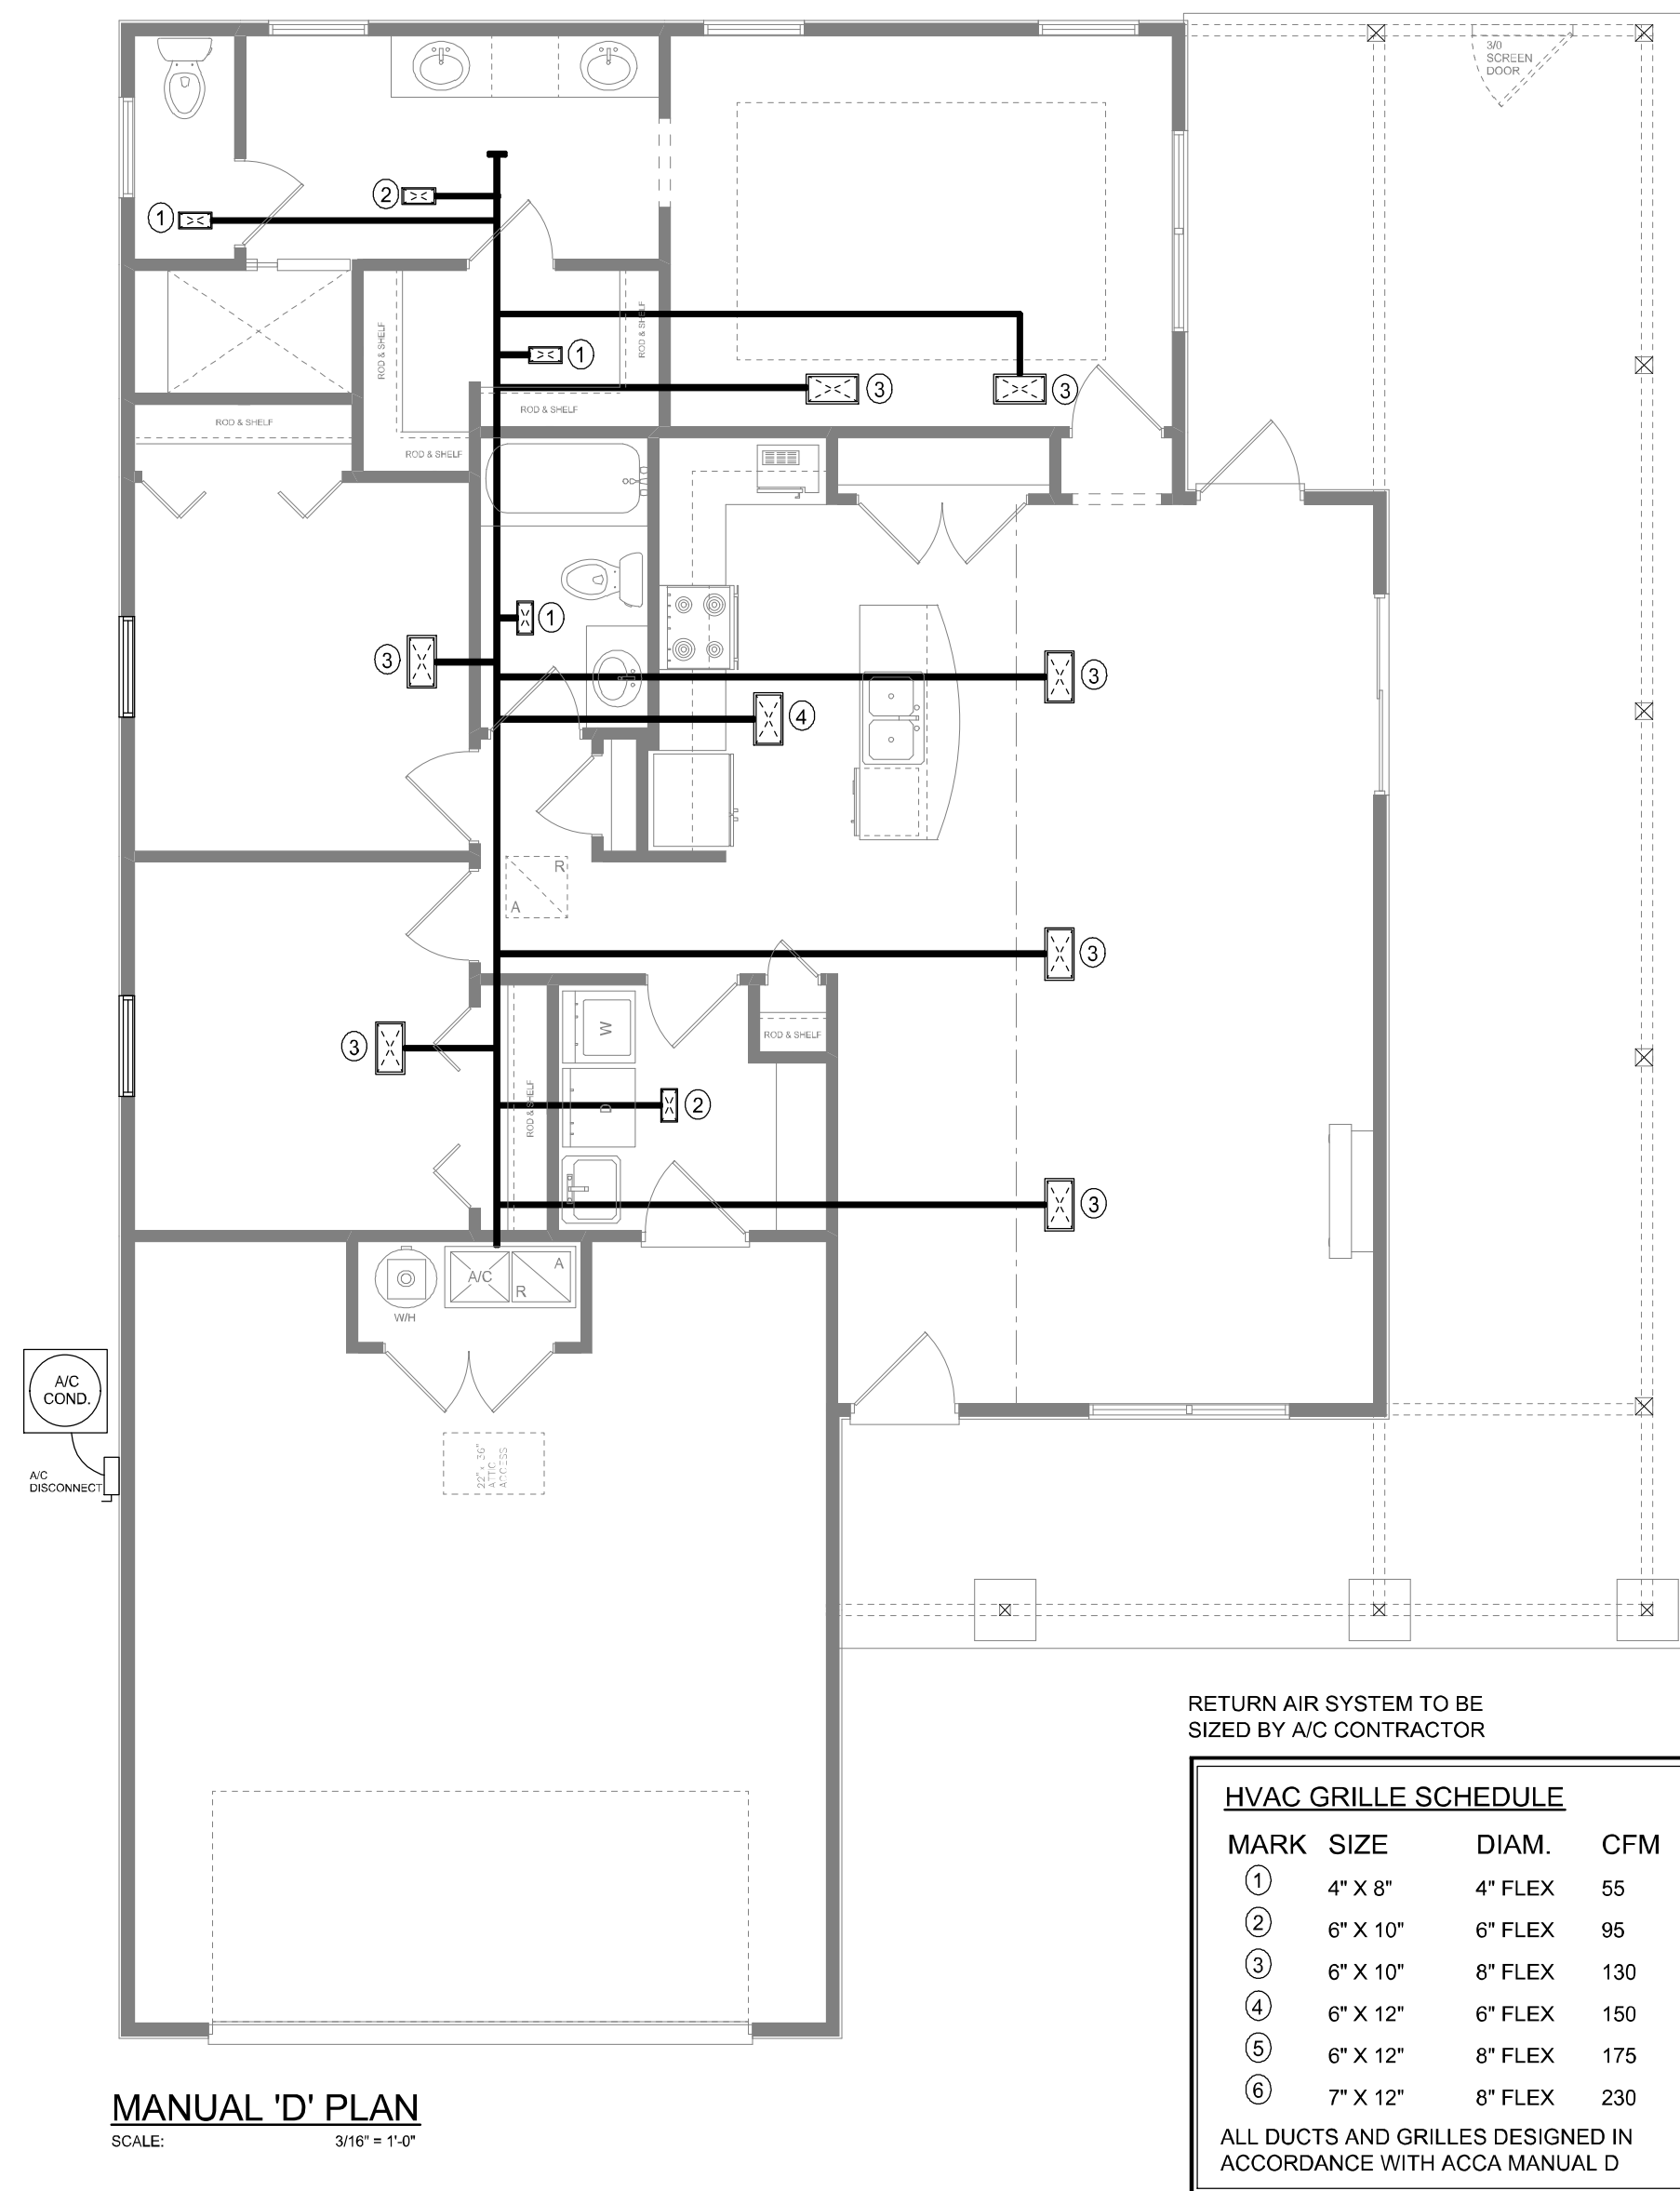 3/0
SCREEN
DOOR
2
1
ROD & SHELF
ROD & SHELF
1
3
3
ROD & SHELF
ROD & SHELF
ROD & SHELF
1
3
3
4
R
A
3
W
ROD & SHELF
3
ROD & SHELF
D
2
3
A/C
A
R
W/H
A/C
COND.
A/C
DISCONNECT
22" x 36"
ATTIC
ACCESS
RETURN AIR SYSTEM TO BE
SIZED BY A/C CONTRACTOR
HVAC GRILLE SCHEDULE
MARK SIZE DIAM. CFM
1 4" X 8" 4" FLEX 55
2 6" X 10" 6" FLEX 95
3 6" X 10" 8" FLEX 130
4 6" X 12" 6" FLEX 150
5 6" X 12" 8" FLEX 175
6 7" X 12" 8" FLEX 230
ALL DUCTS AND GRILLES DESIGNED IN
ACCORDANCE WITH ACCA MANUAL D
MANUAL 'D' PLAN
SCALE: 3/16" = 1'-0"